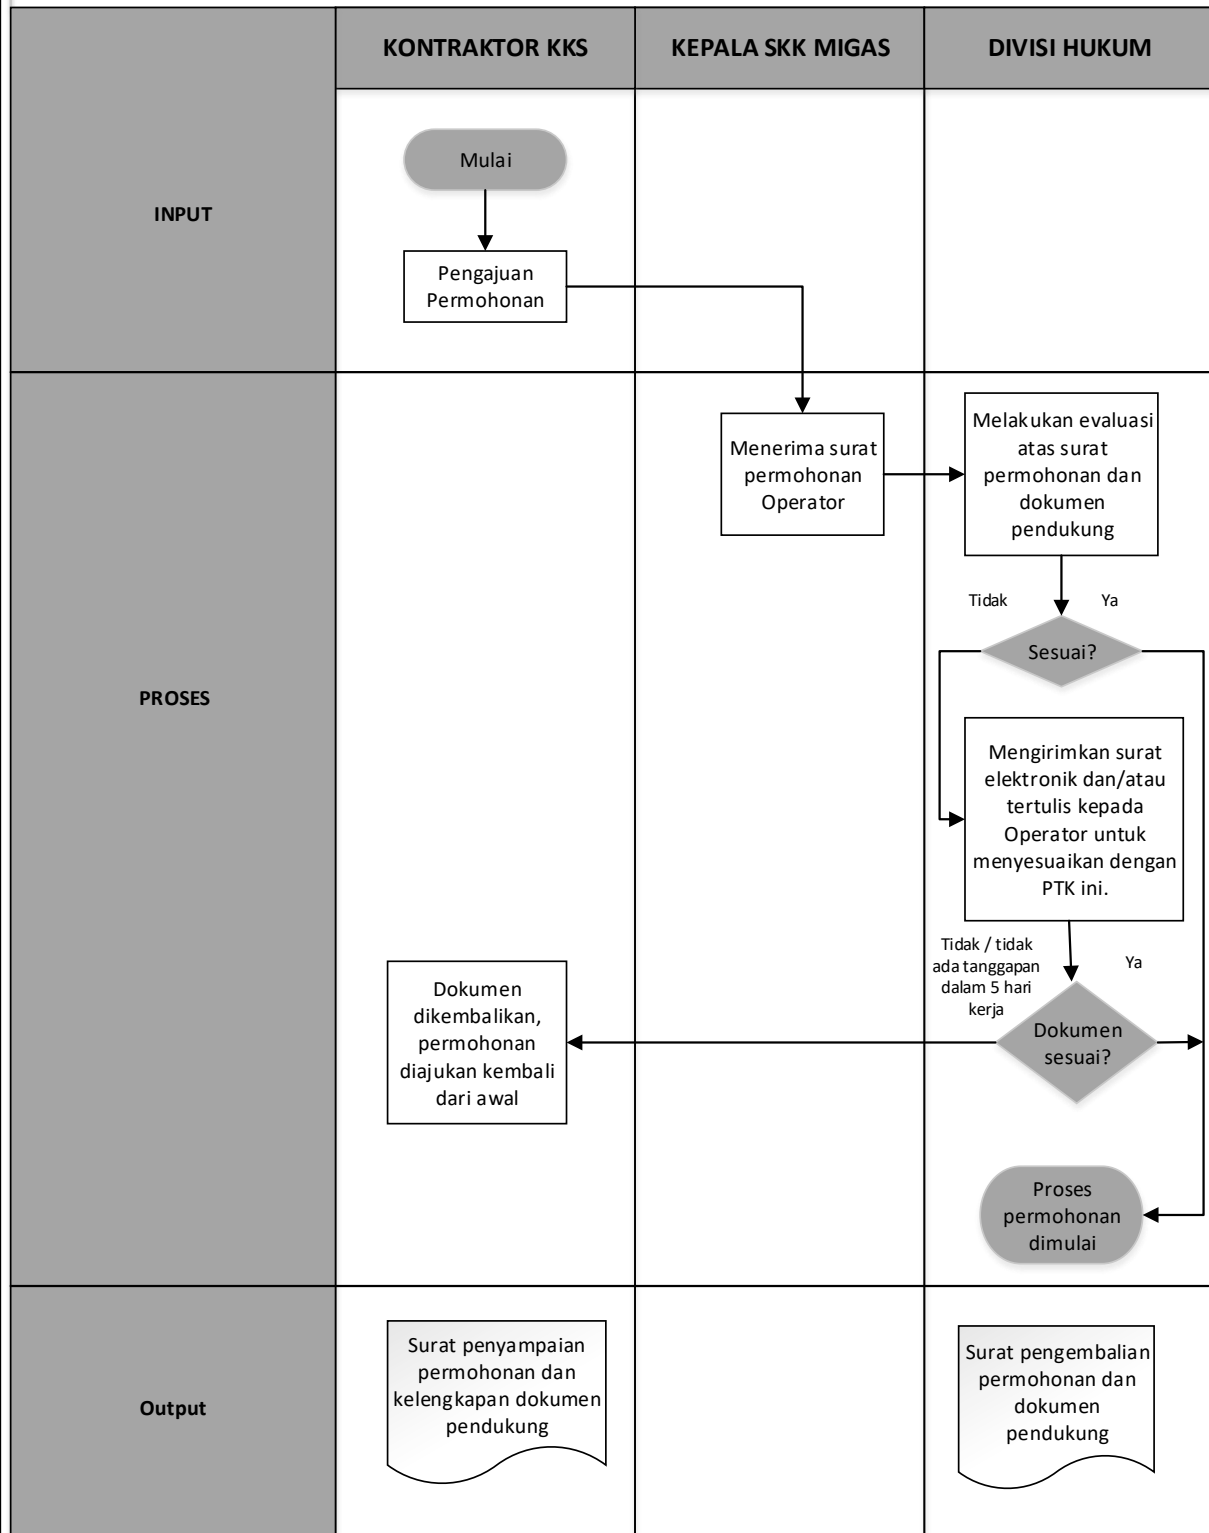 KONTRAKTOR KKS
KEPALA SKK MIGAS
DIVISI HUKUM
INPUT
Mulai
Pengajuan
Permohonan
PROSES
Menerima surat
permohonan
Operator
Melakukan evaluasi
atas surat
permohonan dan
dokumen
pendukung
Tidak
Ya
Sesuai?
Mengirimkan surat
elektronik dan/atau
tertulis kepada
Operator untuk
menyesuaikan dengan
PTK ini.
Tidak / tidak
ada tanggapan
dalam 5 hari
kerja
Ya
Dokumen
sesuai?
Dokumen
dikembalikan,
permohonan
diajukan kembali
dari awal
Proses
permohonan
dimulai
Output
Surat penyampaian
permohonan dan
kelengkapan dokumen
pendukung
Surat pengembalian
permohonan dan
dokumen
pendukung